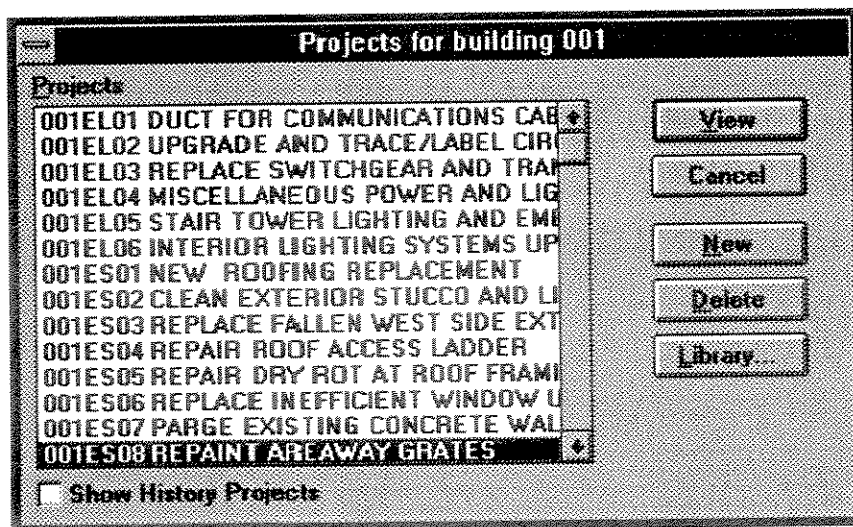 Projects for building 001
Projects
001EL01 DUCT FOR COMMUNICATIONS CAB
001EL02 UPGRADE AND TRACE/LABEL CIR
001EL03 REPLACE SWITCHGEAR AND TRAN
001EL04 MISCELLANEOUS POWER AND LIG
001EL05 STAIR TOWER LIGHTING AND EME
001EL06 INTERIOR LIGHTING SYSTEMS UP
001ES01 NEW ROOFING REPLACEMENT
001ES02 CLEAN EXTERIOR STUCCO AND LI
001ES03 REPLACE FALLEN WEST SIDE EXT
001ES04 REPAIR ROOF ACCESS LADDER
001ES05 REPAIR DRY ROT AT ROOF FRAMI
001ES06 REPLACE INEFFICIENT WINDOW U
001ES07 PARGE EXISTING CONCRETE WAL
001ES08 REPAINT AREAWAY GRATES
Show History Projects
View
Cancel
New
Delete
Library...